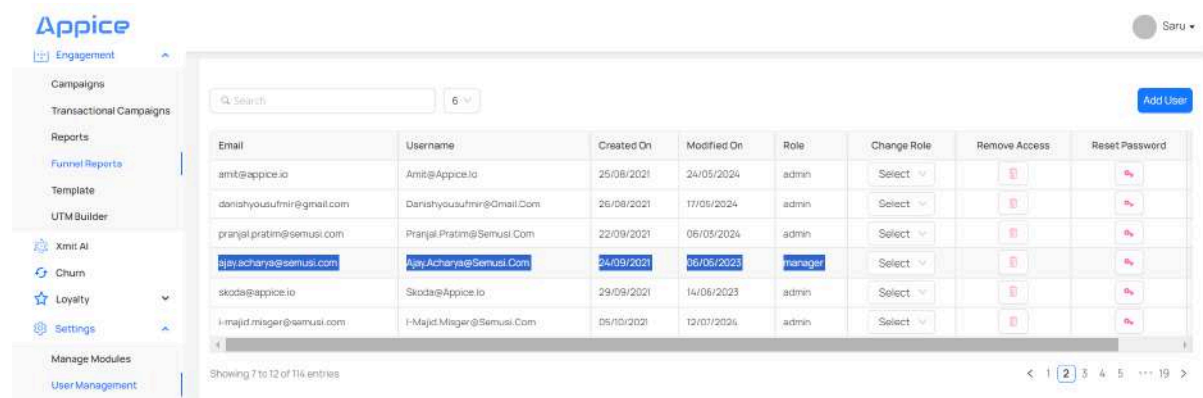 Appice
Saru
Engagement
Campaigns
Transactional Campaigns
Reports
Funnel Reports
Template
UTM Builder
Xmit AI
Churn
Loyalty
Settings
Manage Modules
User Management
Search 6 Add User
Email Username Created On Modified On Role Change Role Remove Access Reset Password
amit@appice.io Amit@Appice.Io 25/08/2021 24/05/2024 admin Select
danishyousufmir@gmail.com Danishyousufmir@Gmail.Com 26/08/2021 17/05/2024 admin Select
pranjal.pratim@semusi.com Pranjal.Pratim@Semusi.Com 22/09/2021 06/03/2024 admin Select
ajay.acharya@semusi.com Ajay.Acharya@Semusi.Com 24/09/2021 06/06/2023 manager Select
skoda@appice.io Skoda@Appice.Io 29/09/2021 14/06/2023 admin Select
i-majid.misger@semusi.com I-Majid.Misger@Semusi.Com 05/10/2021 12/07/2024 admin Select
Showing 7 to 12 of 114 entries
< 1 2 3 4 5 ••• 19 >